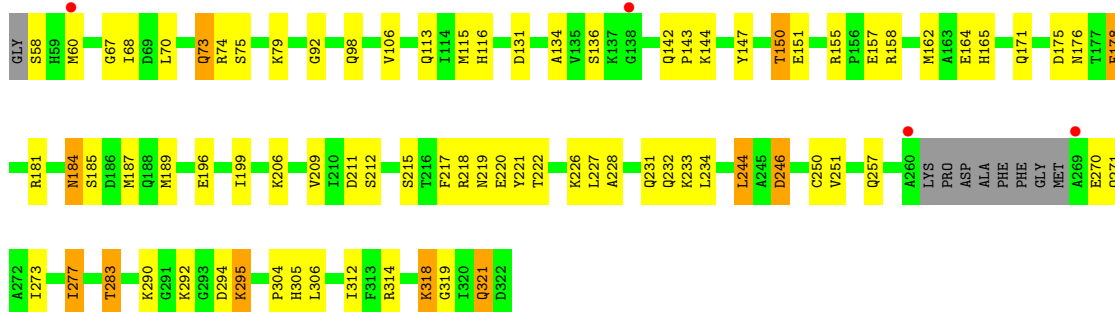 GLY S58 H59 M60 G67 I68 D69 L70 Q73 R74 S75 K79 G92 Q98 V106 Q113 I114 M115 H116 D131 A134 V135 S136 K137 G138 Q142 P143 K144 Y147 T150 E151 R155 P156 E157 R158 M162 A163 E164 H165 Q171 D175 N176 T177
R181 N184 S185 D186 M187 Q188 M189 E196 I199 K206 V209 I210 D211 S212 S215 T216 F217 R218 N219 E220 Y221 T222 K226 L227 A228 Q231 Q232 K233 L234 L244 A245 D246 C250 V251 Q257 A260 LYS PRO ASP ALA PHE PHE GLY MET A269 E270
A272 I273 I277 T283 K290 G291 K292 G293 D294 K295 P304 H305 L306 I312 F313 R314 K318 G319 I320 Q321 D322